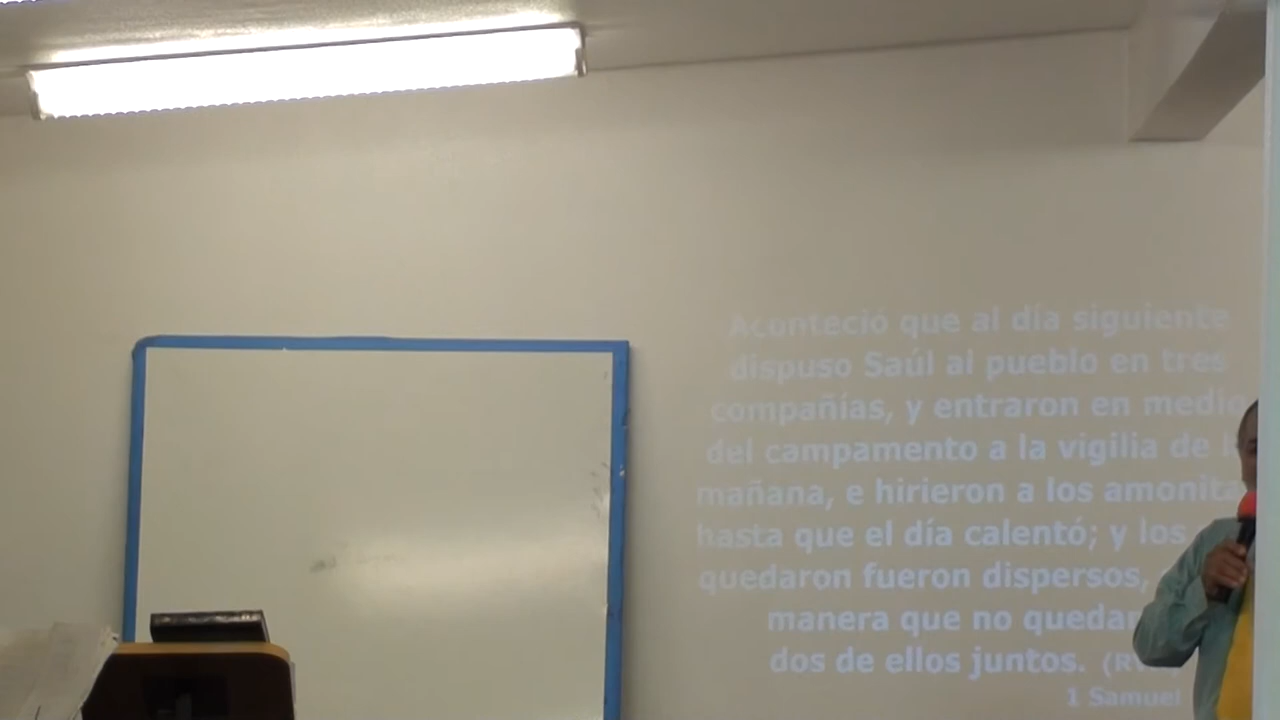 Aconteció que al día siguiente
dispuso Saúl al pueblo en tres
compañías, y entraron en medio
del campamento a la vigilia de
mañana, e hirieron a los amonita
hasta que el día calentó; y los
quedaron fueron dispersos,
manera que no quedar
dos de ellos juntos.
1 Samuel